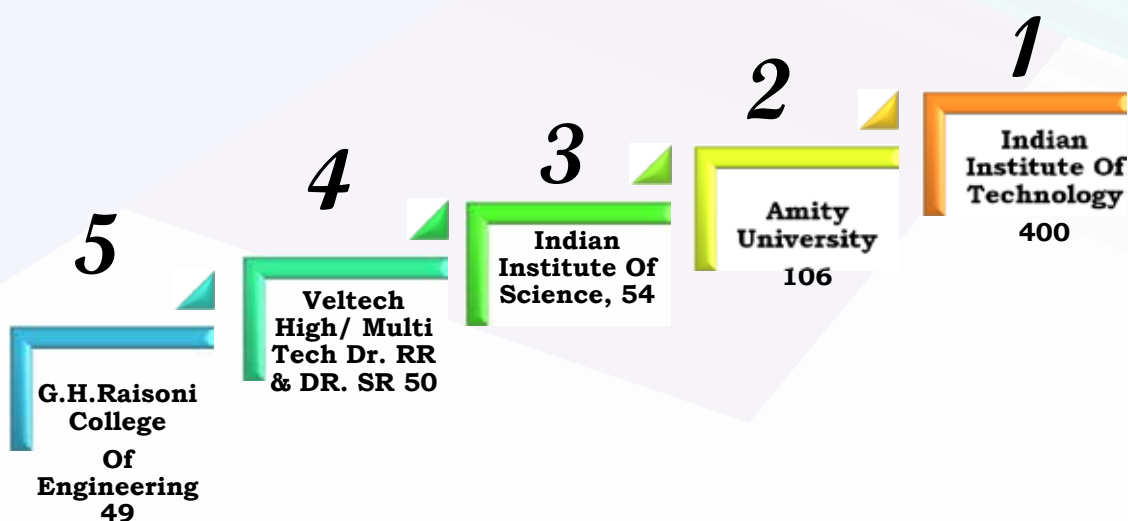 1
Indian
Institute Of
Technology
400
2
Amity
University
106
3
Indian
Institute Of
Science, 54
4
Veltech
High/ Multi
Tech Dr. RR
& DR. SR 50
5
G.H.Raisoni
College
Of
Engineering
49